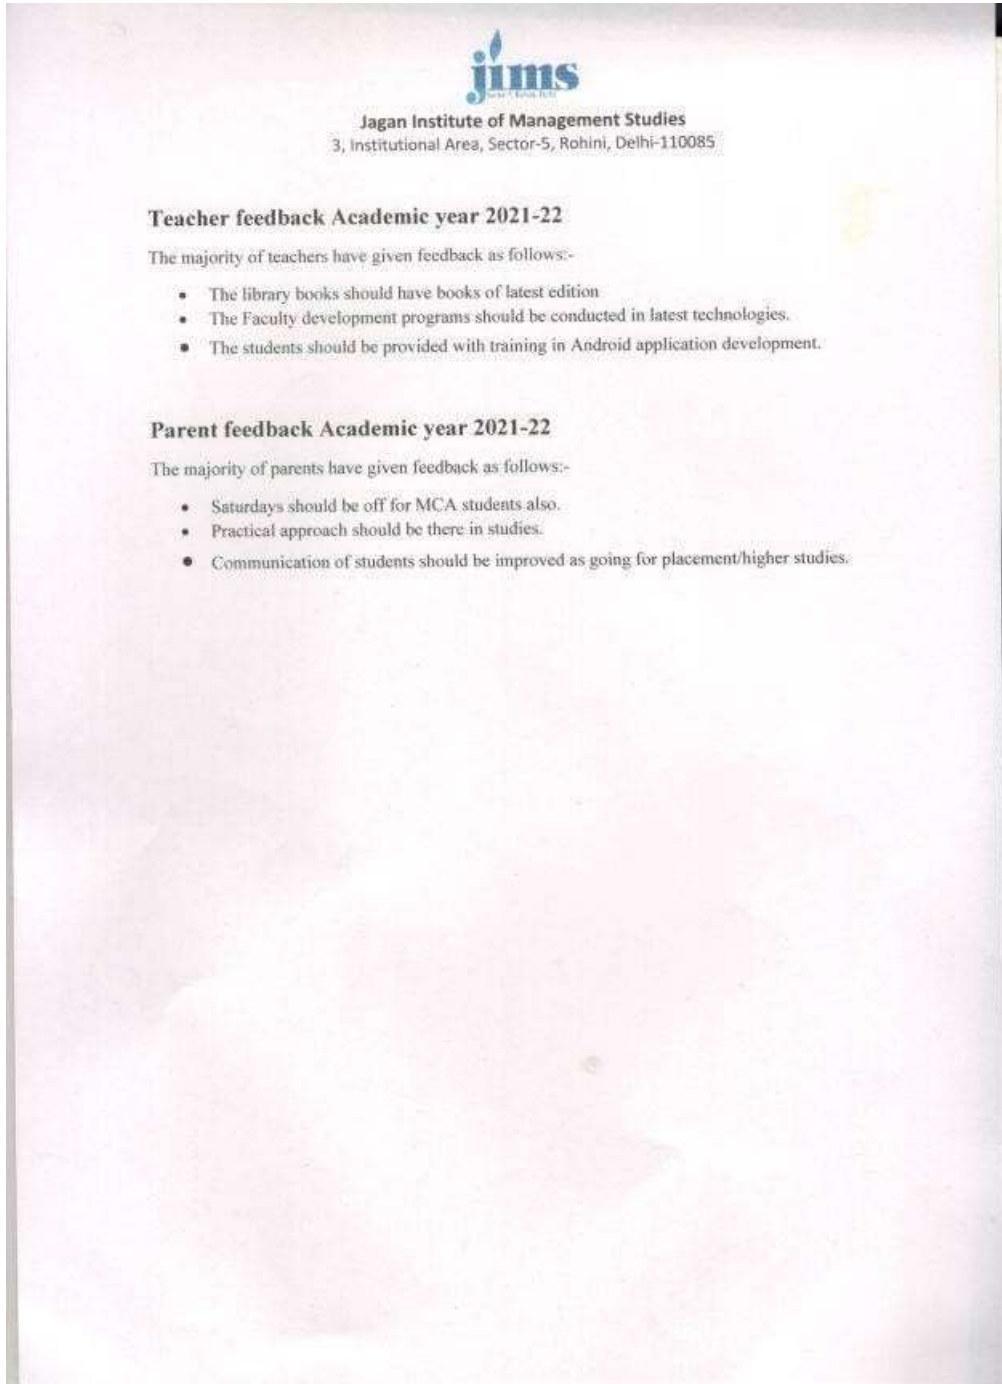 jims
Jagan Institute of Management Studies
3, Institutional Area, Sector-5, Rohini, Delhi-110085
Teacher feedback Academic year 2021-22
The majority of teachers have given feedback as follows:-
• The library books should have books of latest edition
• The Faculty development programs should be conducted in latest technologies.
• The students should be provided with training in Android application development.
Parent feedback Academic year 2021-22
The majority of parents have given feedback as follows:-
• Saturdays should be off for MCA students also.
• Practical approach should be there in studies.
• Communication of students should be improved as going for placement/higher studies.